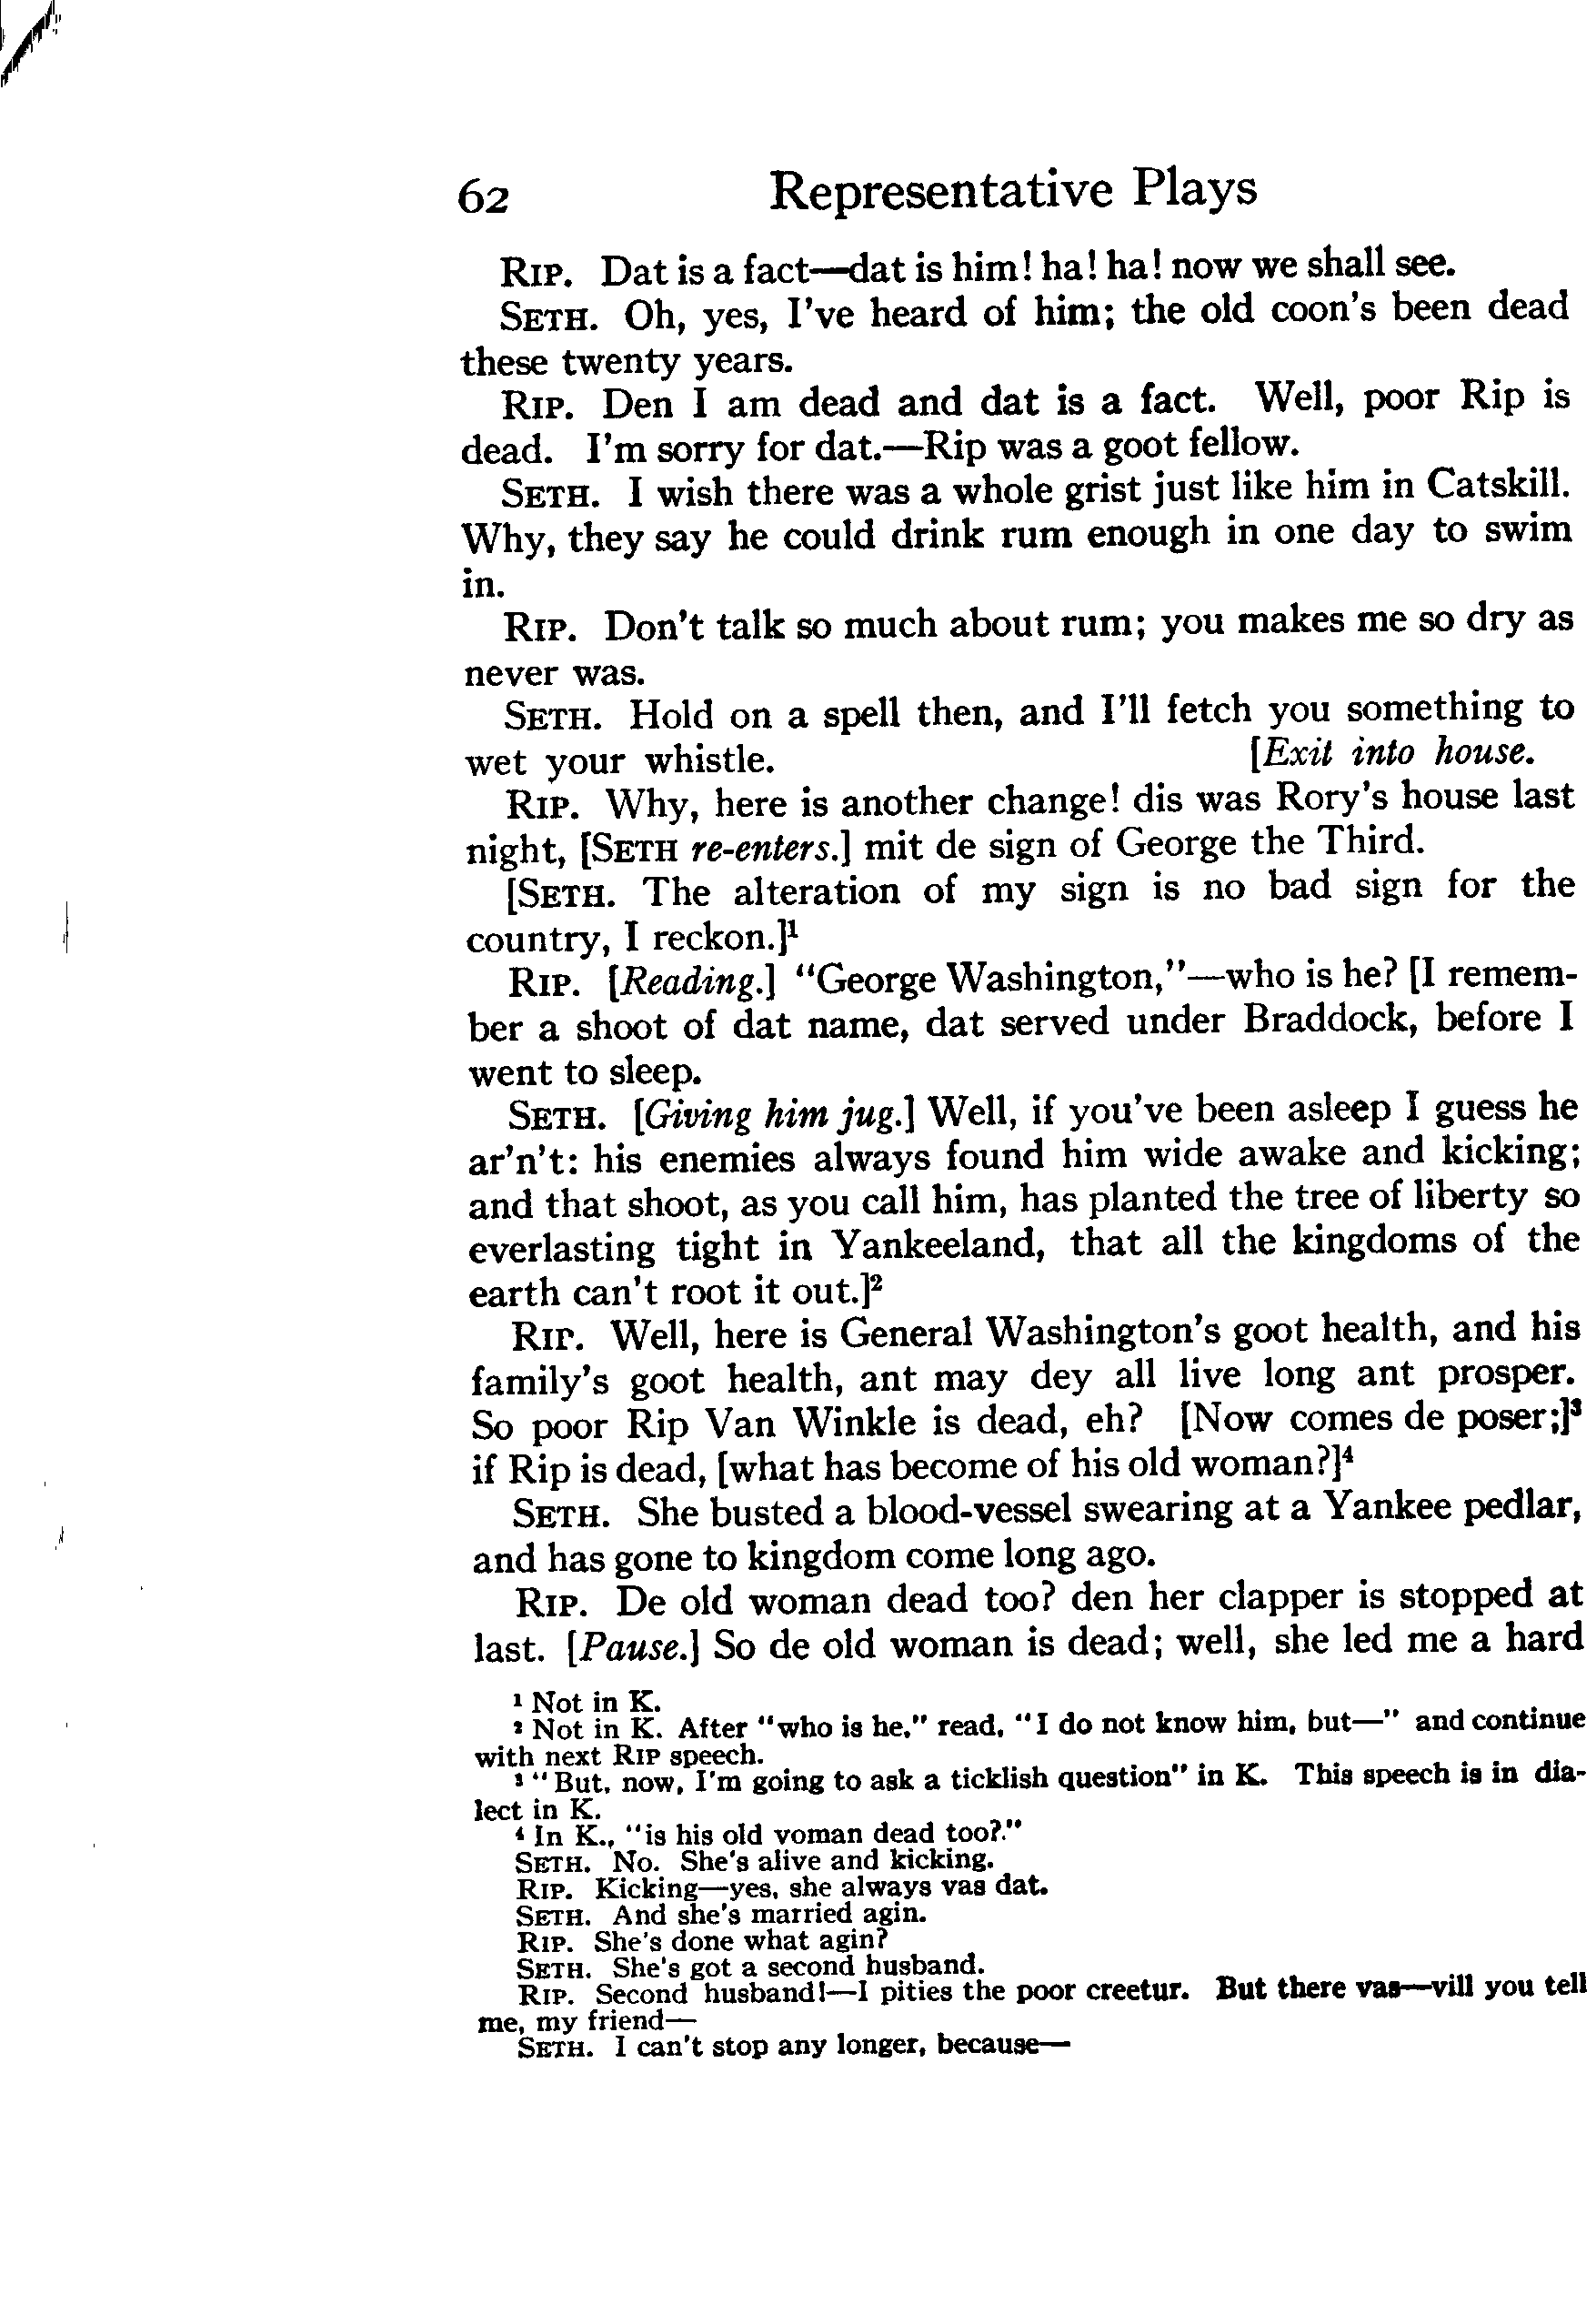 62 Representative Plays
RIP. Dat is a fact—dat is him! ha! ha! now we shall see.
SETH. Oh, yes, I've heard of him; the old coon's been dead
these twenty years.
RIP. Den I am dead and dat is a fact. Well, poor Rip is
dead. I'm sorry for dat.—Rip was a goot fellow.
SETH. I wish there was a whole grist just like him in Catskill.
Why, they say he could drink rum enough in one day to swim
in.
RIP. Don't talk so much about rum; you makes me so dry as
never was.
SETH. Hold on a spell then, and I'll fetch you something to
wet your whistle. [Exit into house.
RIP. Why, here is another change! dis was Rory's house last
night, [SETH re-enters.] mit de sign of George the Third.
[SETH. The alteration of my sign is no bad sign for the
country, I reckon.]¹
RIP. [Reading.] "George Washington,"—who is he? [I remem-
ber a shoot of dat name, dat served under Braddock, before I
went to sleep.
SETH. [Giving him jug.] Well, if you've been asleep I guess he
ar'n't: his enemies always found him wide awake and kicking;
and that shoot, as you call him, has planted the tree of liberty so
everlasting tight in Yankeeland, that all the kingdoms of the
earth can't root it out.]²
RIP. Well, here is General Washington's goot health, and his
family's goot health, ant may dey all live long ant prosper.
So poor Rip Van Winkle is dead, eh? [Now comes de poser;]³
if Rip is dead, [what has become of his old woman?]⁴
SETH. She busted a blood-vessel swearing at a Yankee pedlar,
and has gone to kingdom come long ago.
RIP. De old woman dead too? den her clapper is stopped at
last. [Pause.] So de old woman is dead; well, she led me a hard
¹ Not in K.
² Not in K. After "who is he," read, "I do not know him, but—" and continue
with next RIP speech.
³ "But, now, I'm going to ask a ticklish question" in K. This speech is in dia-
lect in K.
⁴ In K., "is his old voman dead too?."
SETH. No. She's alive and kicking.
RIP. Kicking—yes, she always vas dat.
SETH. And she's married agin.
RIP. She's done what agin?
SETH. She's got a second husband.
RIP. Second husband!—I pities the poor creetur. But there vas—vill you tell
me, my friend—
SETH. I can't stop any longer, because—